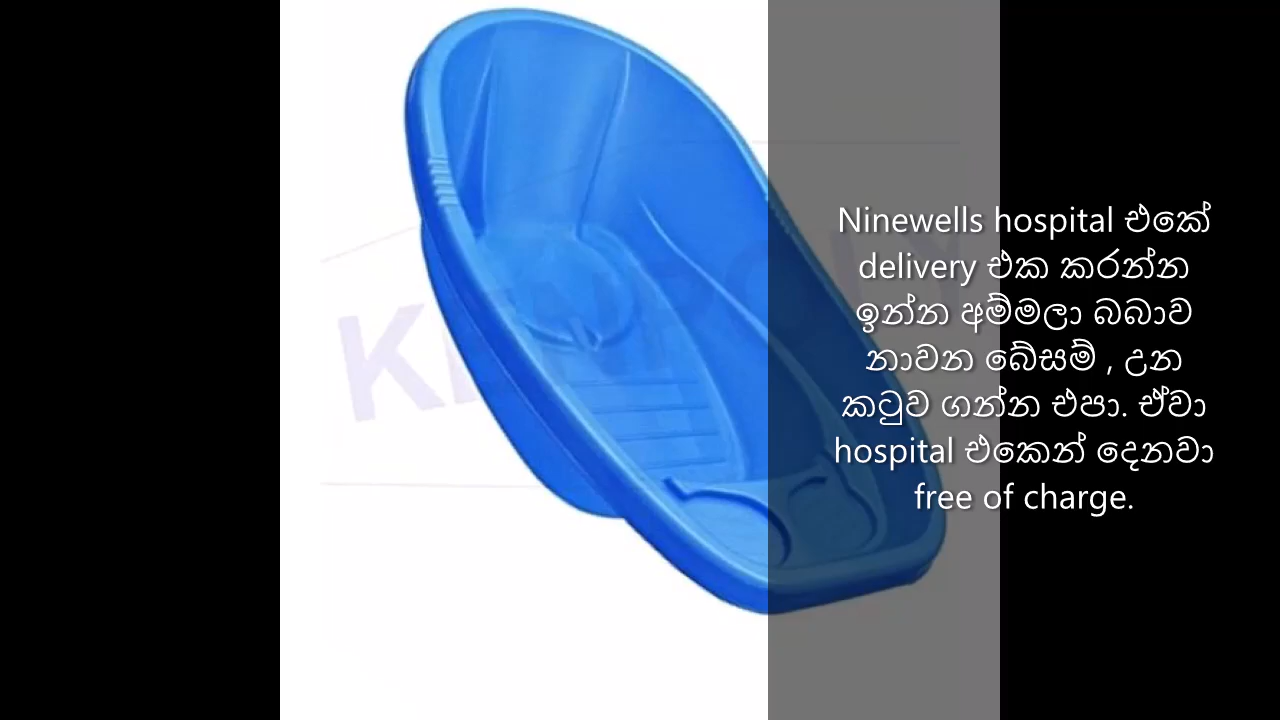 Ninewells hospital එකේ
delivery එක කරන්න
ඉන්න අම්මලා බබාව
නාවන බේසම් , උන
කටුව ගන්න එපා. ඒවා
hospital එකෙන් දෙනවා
free of charge.